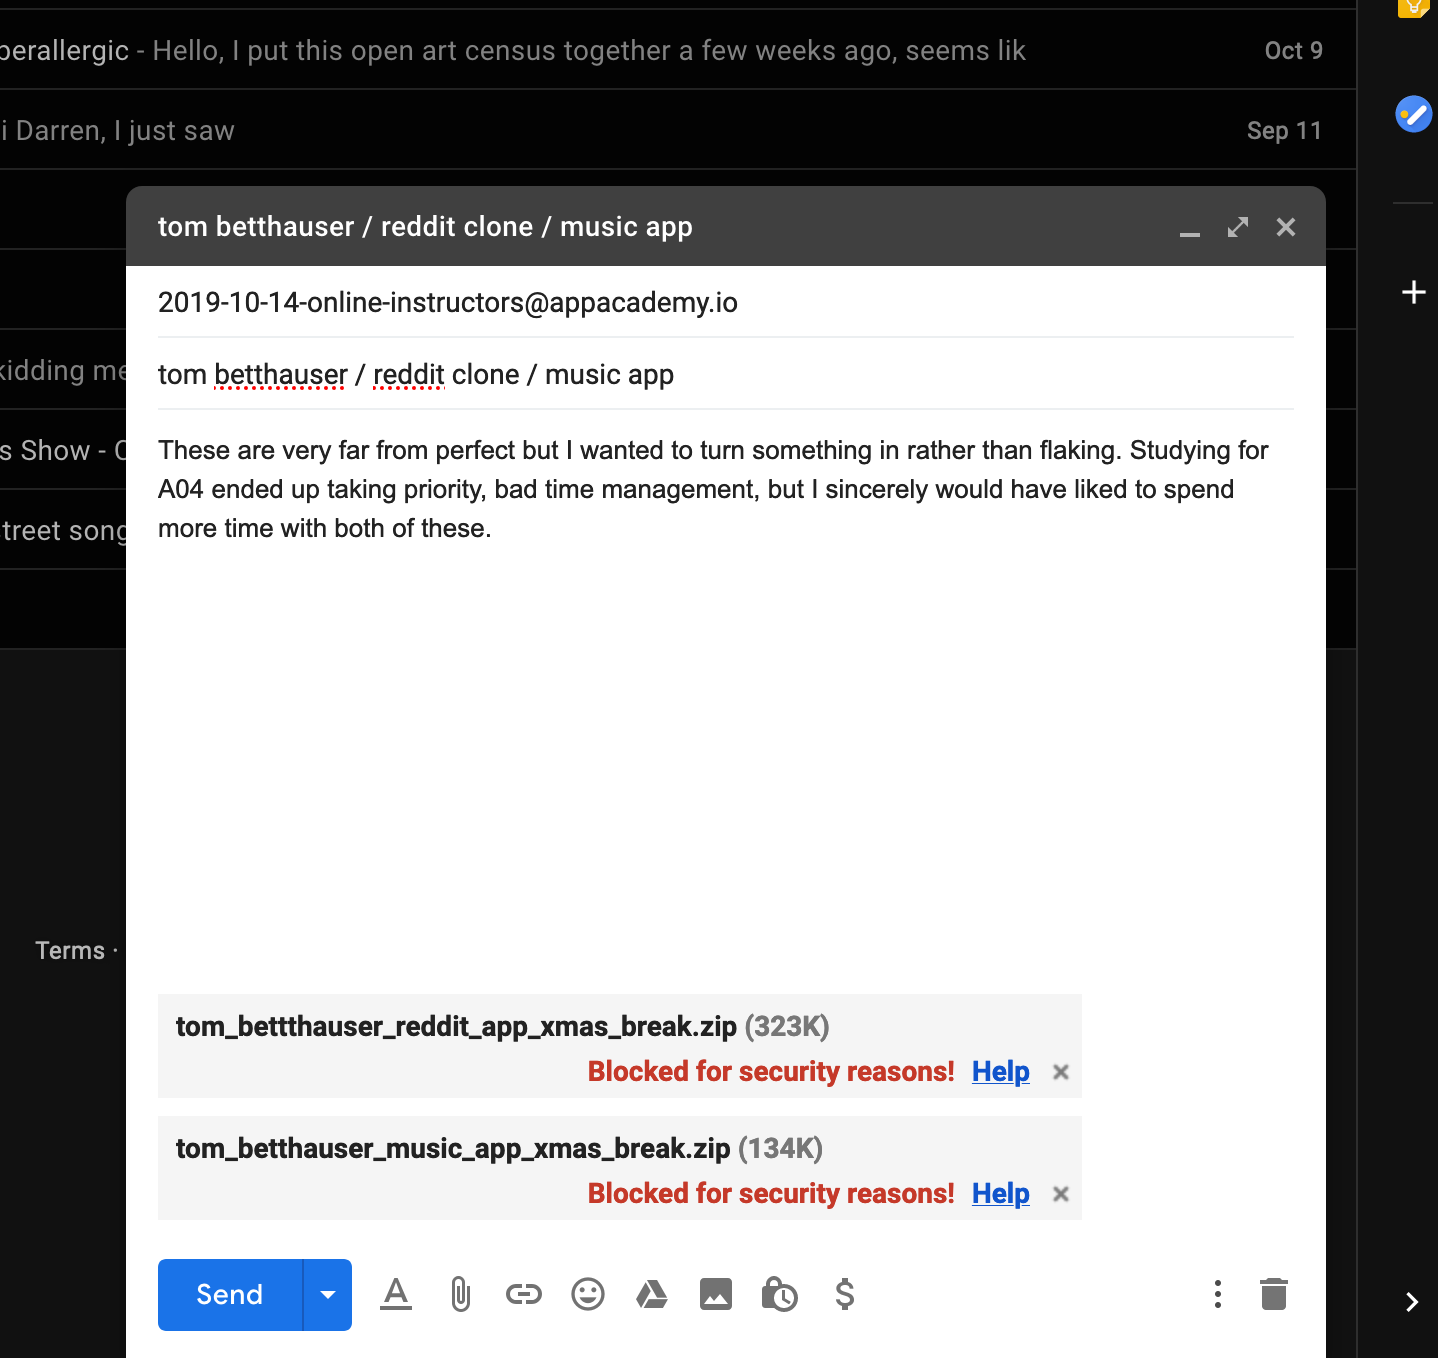 perallergic - Hello, I put this open art census together a few weeks ago, seems lik Oct 9
i Darren, I just saw Sep 11
tom betthauser / reddit clone / music app
2019-10-14-online-instructors@appacademy.io
kidding me
tom betthauser / reddit clone / music app
s Show - C
These are very far from perfect but I wanted to turn something in rather than flaking. Studying for
A04 ended up taking priority, bad time management, but I sincerely would have liked to spend
treet song
more time with both of these.
Terms ·
tom_bettthauser_reddit_app_xmas_break.zip (323K)
Blocked for security reasons! Help
tom_betthauser_music_app_xmas_break.zip (134K)
Blocked for security reasons! Help
Send